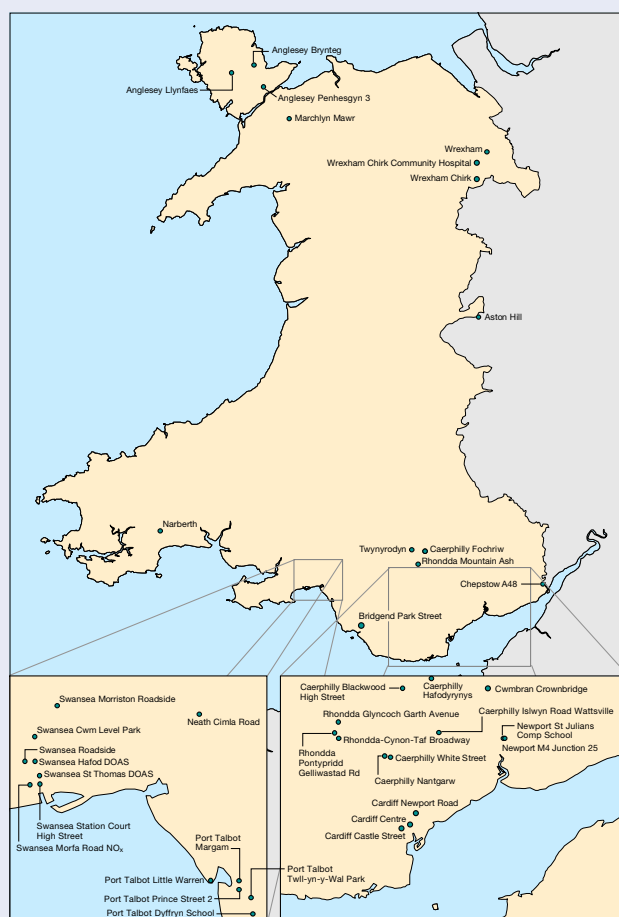 Anglesey Brynteg
Anglesey Llynfaes
Anglesey Penhesgyn 3
Marchlyn Mawr
Wrexham
Wrexham Chirk Community Hospital
Wrexham Chirk
Aston Hill
Narberth
Twynyrodyn
Caerphilly Fochriw
Rhondda Mountain Ash
Chepstow A48
Bridgend Park Street
Swansea Morriston Roadside
Neath Cimla Road
Swansea Cwm Level Park
Swansea Roadside
Swansea Hafod DOAS
Swansea St Thomas DOAS
Swansea Station Court
High Street
Swansea Morfa Road NOₓ
Port Talbot
Margam
Port Talbot Little Warren
Port Talbot
Twll-yn-y-Wal Park
Port Talbot Prince Street 2
Port Talbot Dyffryn School
Caerphilly Blackwood
High Street
Caerphilly
Hafodyrynys
Cwmbran Crownbridge
Rhondda Glyncoch Garth Avenue
Caerphilly Islwyn Road Wattsville
Rhondda
Pontypridd
Gelliwastad Rd
Rhondda-Cynon-Taf Broadway
Newport St Julians
Comp School
Newport M4 Junction 25
Caerphilly White Street
Caerphilly Nantgarw
Cardiff Newport Road
Cardiff Centre
Cardiff Castle Street